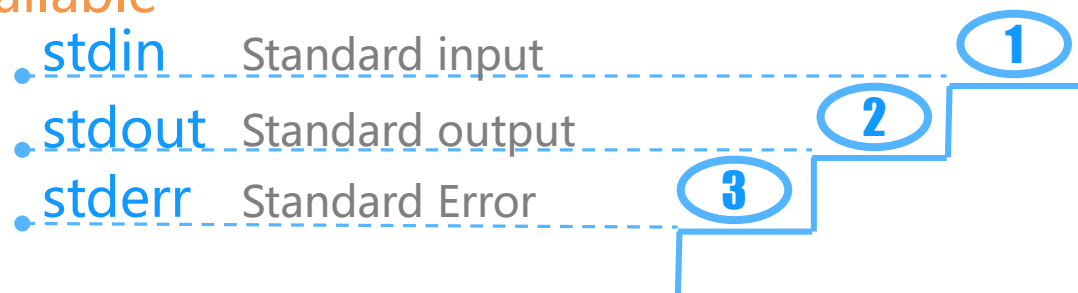 stdin Standard input 1
stdout Standard output 2
stderr Standard Error 3